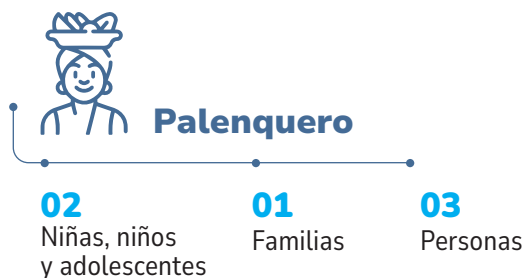 Palenquero
02
Niñas, niños
y adolescentes
01
Familias
03
Personas